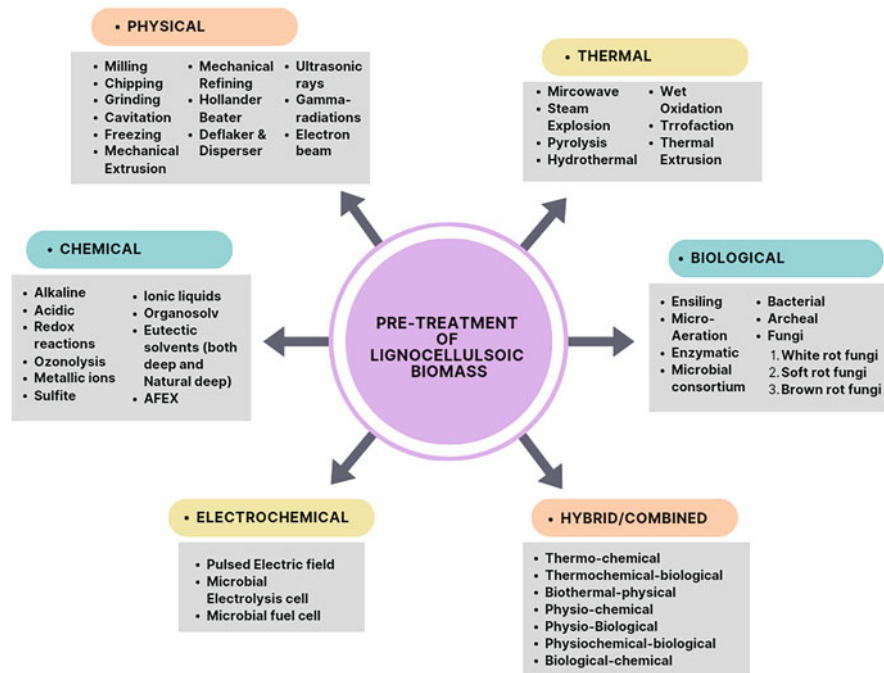 • PHYSICAL
• Milling
• Chipping
• Grinding
• Cavitation
• Freezing
• Mechanical
Extrusion
• Mechanical
Refining
• Hollander
Beater
• Deflaker &
Disperser
• Ultrasonic
rays
• Gamma-
radiations
• Electron
beam
• THERMAL
• Mircowave
• Steam
Explosion
• Pyrolysis
• Hydrothermal
• Wet
Oxidation
• Trrofaction
• Thermal
Extrusion
• CHEMICAL
• Alkaline
• Acidic
• Redox
reactions
• Ozonolysis
• Metallic ions
• Sulfite
• Ionic liquids
• Organosolv
• Eutectic
solvents (both
deep and
Natural deep)
• AFEX
PRE-TREATMENT
OF
LIGNOCELLULSOIC
BIOMASS
• BIOLOGICAL
• Ensiling
• Micro-
Aeration
• Enzymatic
• Microbial
consortium
• Bacterial
• Archeal
• Fungi
1. White rot fungi
2. Soft rot fungi
3. Brown rot fungi
• ELECTROCHEMICAL
• Pulsed Electric field
• Microbial
Electrolysis cell
• Microbial fuel cell
• HYBRID/COMBINED
• Thermo-chemical
• Thermochemical-biological
• Biothermal-physical
• Physio-chemical
• Physio-Biological
• Physiochemical-biological
• Biological-chemical